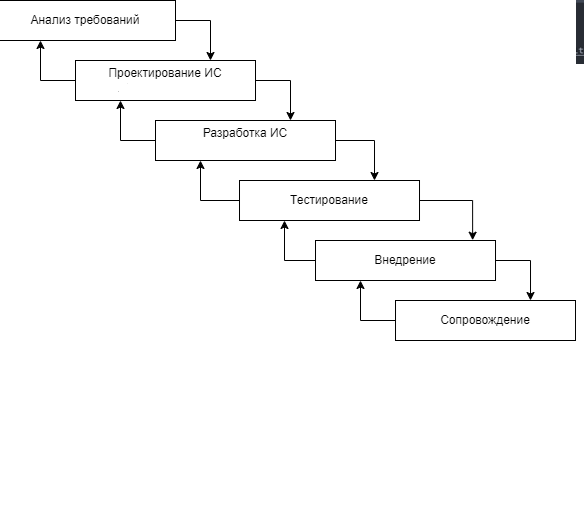 Анализ требований
Проектирование ИС
Разработка ИС
Тестирование
Внедрение
Сопровождение